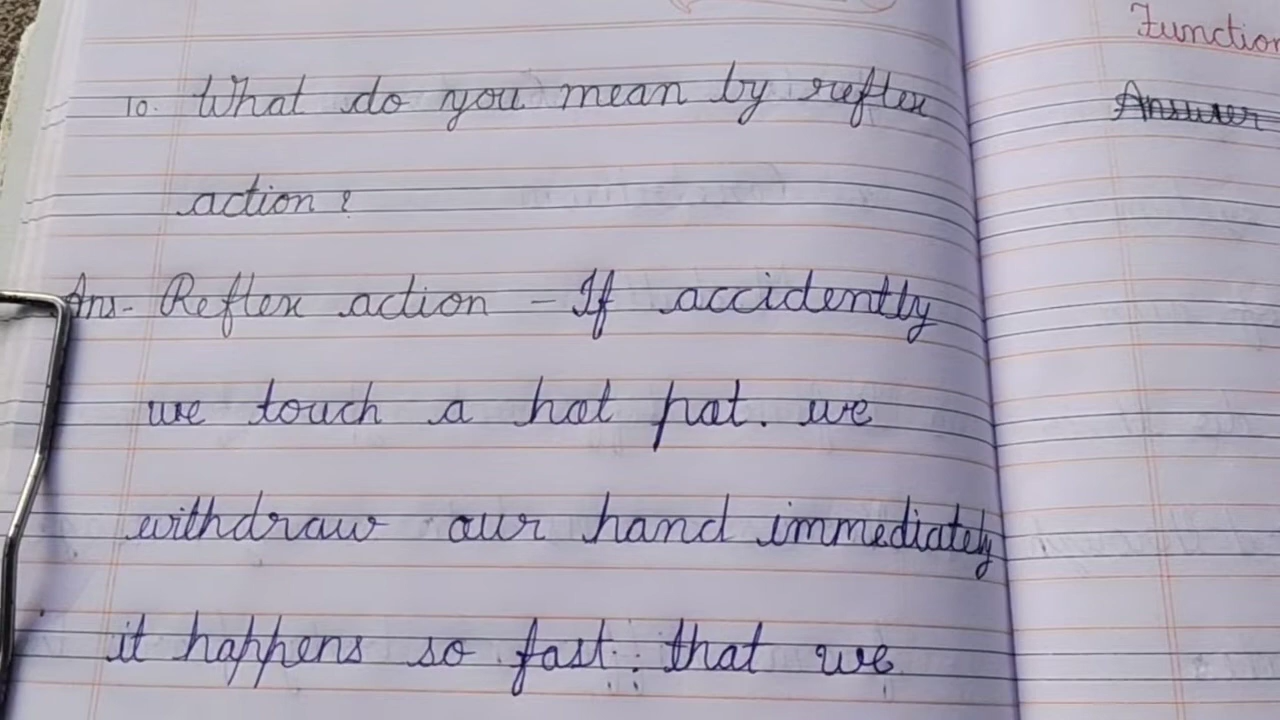 10. What do you mean by reflex
action ?
Ans- Reflex action - If accidently
we touch a hot pot. we
withdraw our hand immediately
it happens so fast. that we
Function
Answer